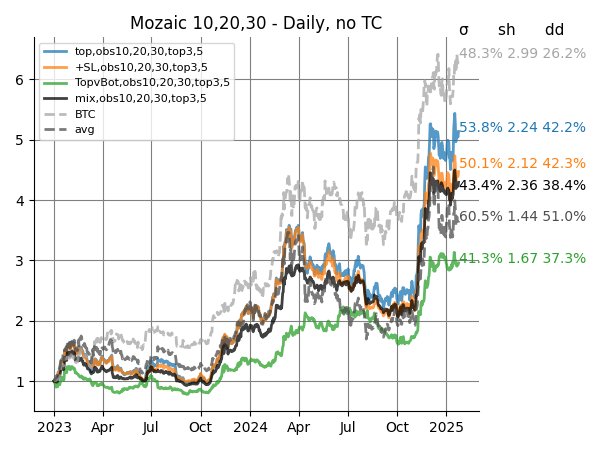 Mozaic 10,20,30 - Daily, no TC
σ sh dd
top,obs10,20,30,top3,5
+SL,obs10,20,30,top3,5
TopvBot,obs10,20,30,top3,5
mix,obs10,20,30,top3,5
BTC
avg
48.3% 2.99 26.2%
53.8% 2.24 42.2%
50.1% 2.12 42.3%
43.4% 2.36 38.4%
60.5% 1.44 51.0%
41.3% 1.67 37.3%
6
5
4
3
2
1
2023 Apr Jul Oct 2024 Apr Jul Oct 2025